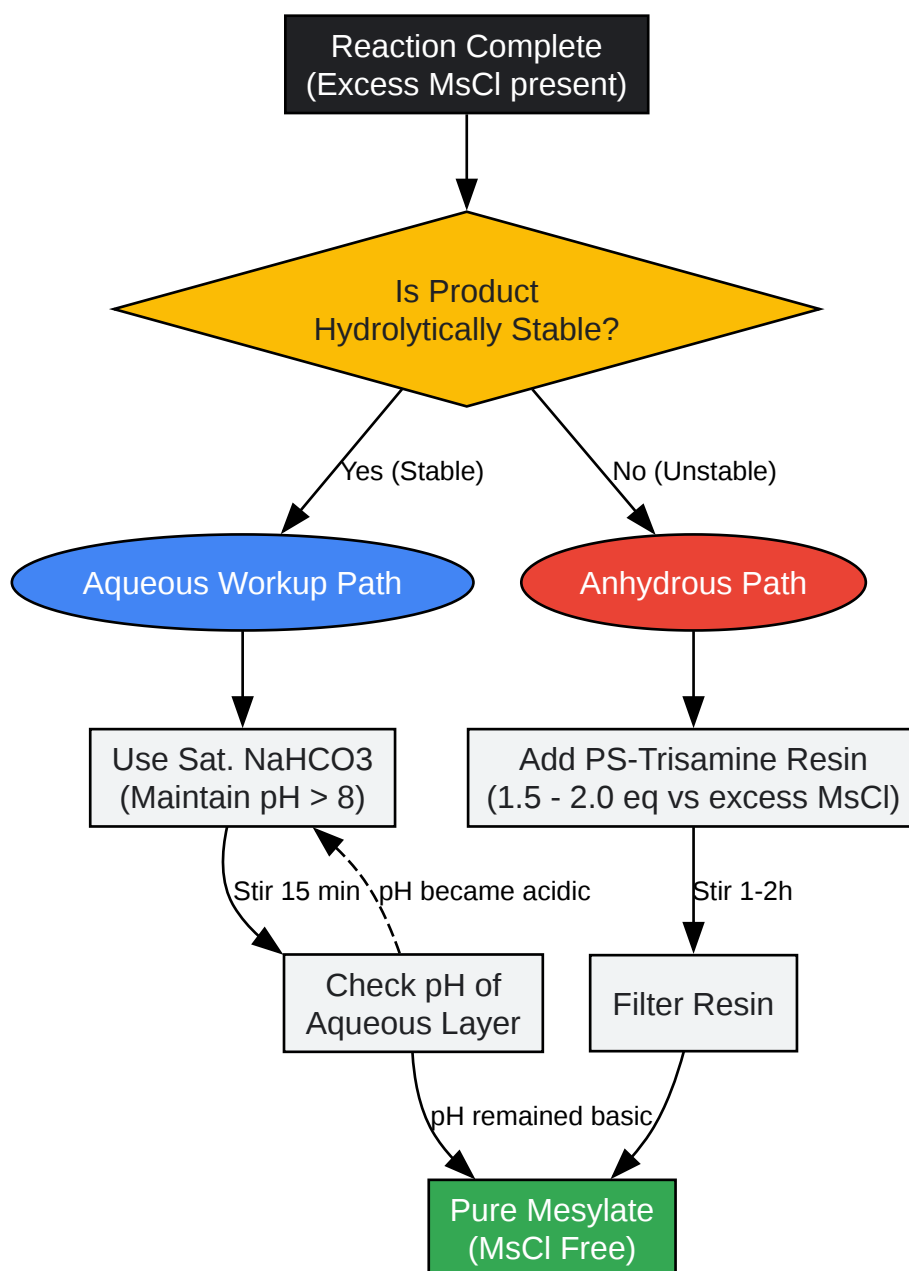 Reaction Complete
(Excess MsCl present)
Is Product
Hydrolytically Stable?
Yes (Stable)
No (Unstable)
Aqueous Workup Path
Anhydrous Path
Use Sat. NaHCO3
(Maintain pH > 8)
Add PS-Trisamine Resin
(1.5 - 2.0 eq vs excess MsCl)
Stir 15 min
pH became acidic
Stir 1-2h
Check pH of
Aqueous Layer
Filter Resin
pH remained basic
Pure Mesylate
(MsCl Free)